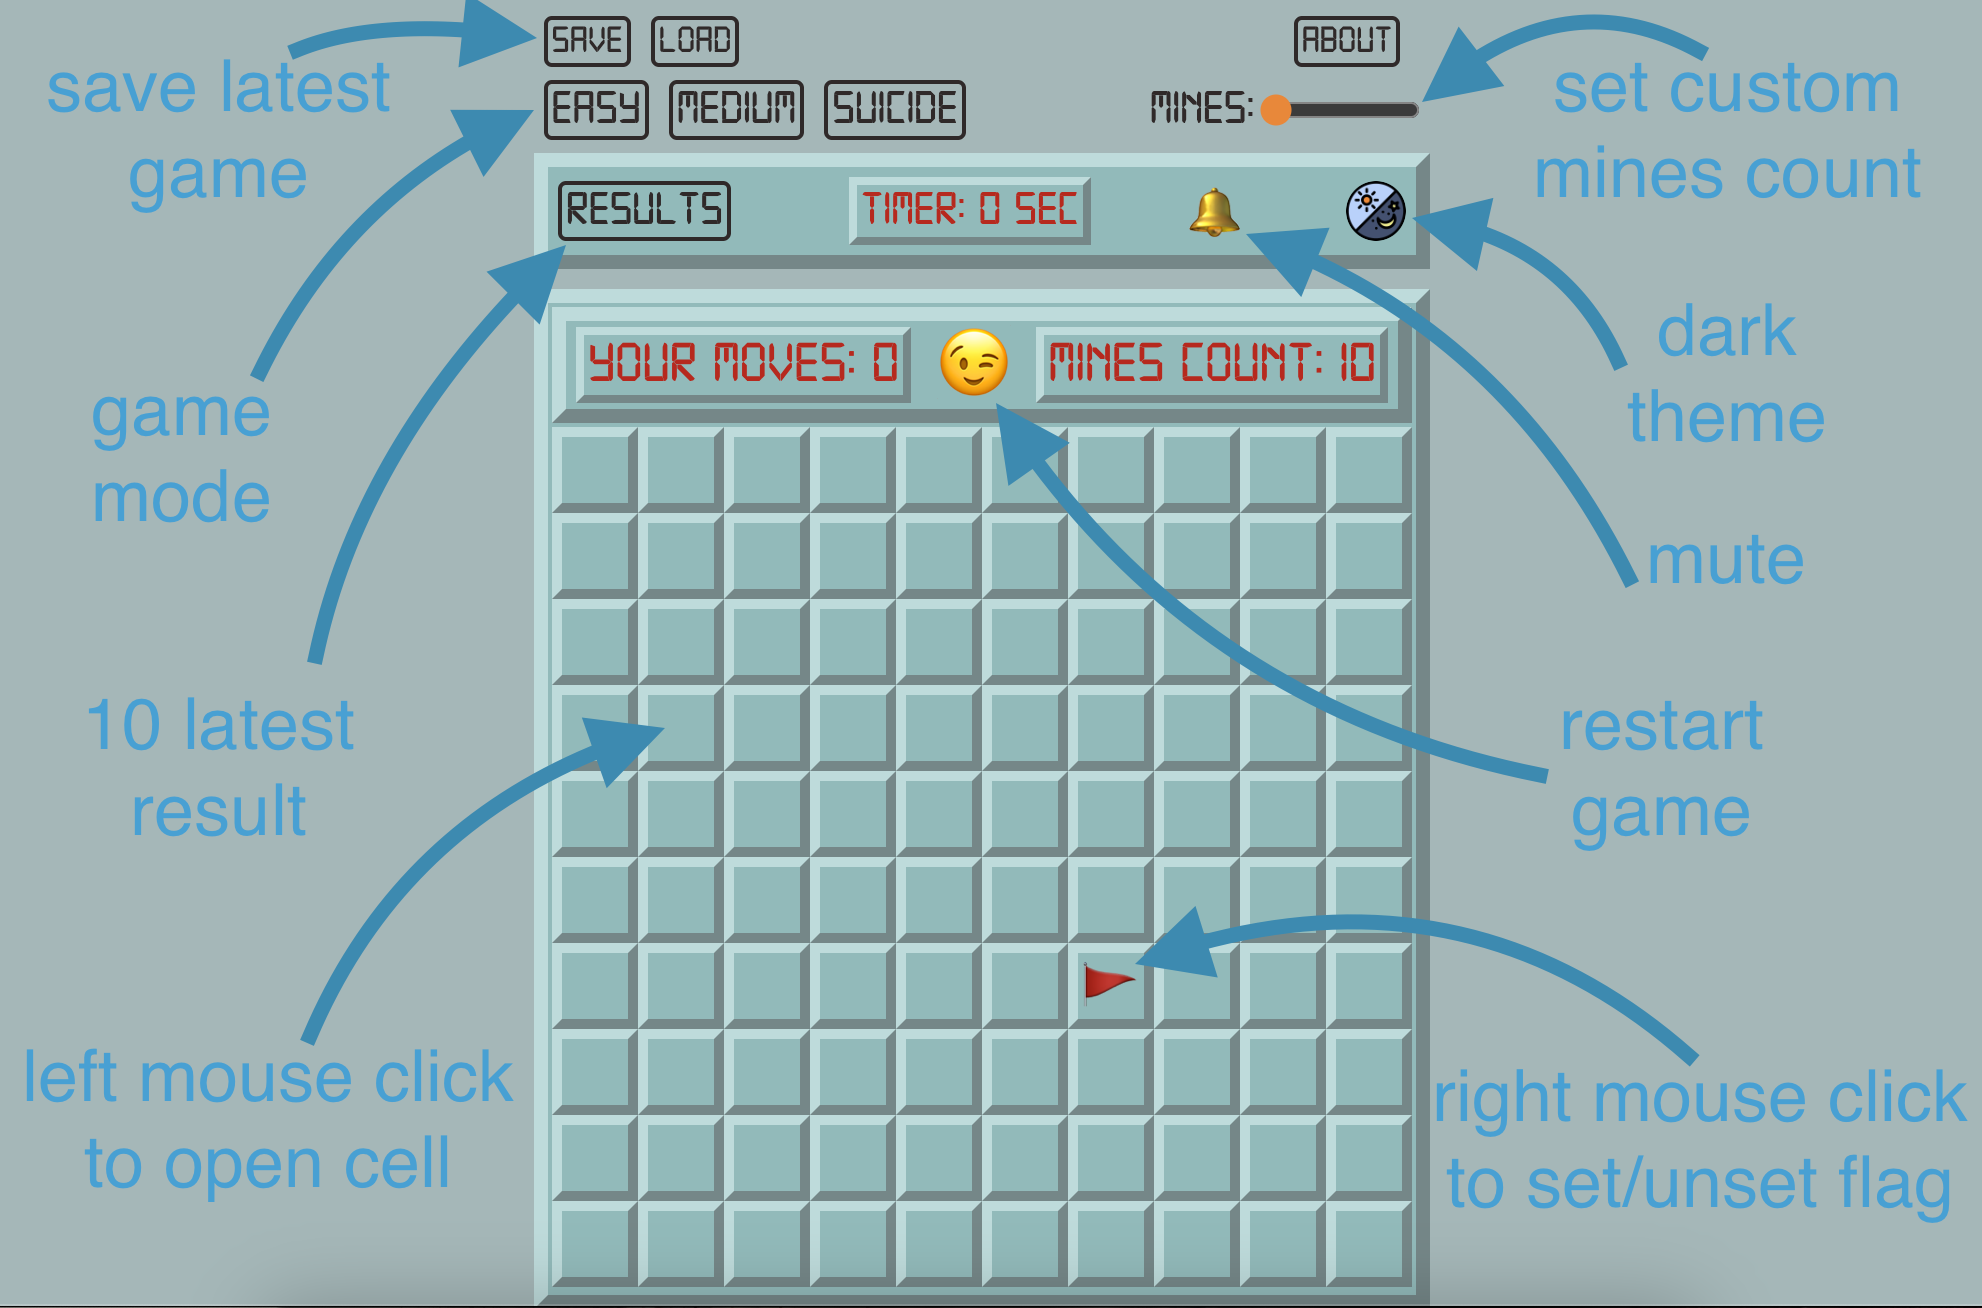 SAVE LOAD ABOUT
save latest
game
set custom
mines count
EASY MEDIUM SUICIDE MINES:
RESULTS TIMER: 0 SEC
YOUR MOVES: 0 MINES COUNT: 10
game
mode
dark
theme
mute
10 latest
result
restart
game
left mouse click
to open cell
right mouse click
to set/unset flag